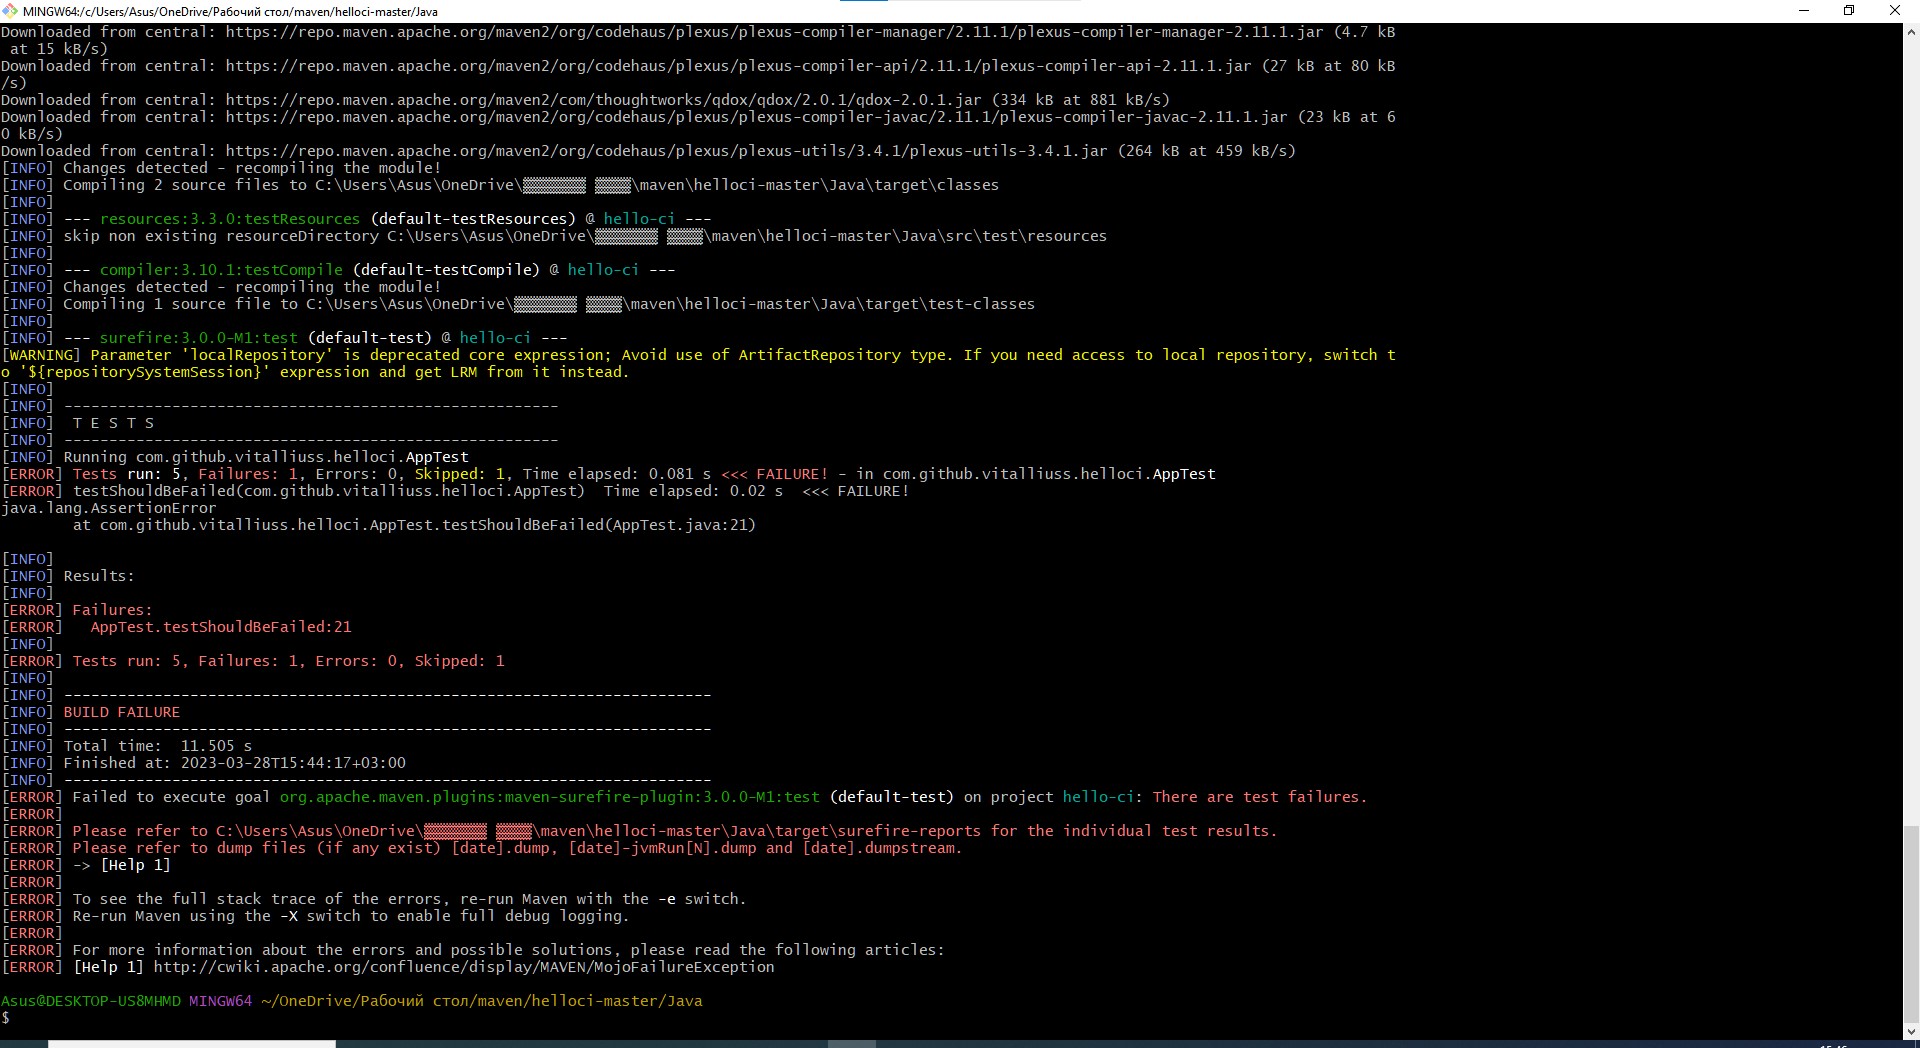 MINGW64:/c/Users/Asus/OneDrive/Рабочий стол/maven/helloci-master/Java
Downloaded from central: https://repo.maven.apache.org/maven2/org/codehaus/plexus/plexus-compiler-manager/2.11.1/plexus-compiler-manager-2.11.1.jar (4.7 kB
 at 15 kB/s)
Downloaded from central: https://repo.maven.apache.org/maven2/org/codehaus/plexus/plexus-compiler-api/2.11.1/plexus-compiler-api-2.11.1.jar (27 kB at 80 kB
/s)
Downloaded from central: https://repo.maven.apache.org/maven2/com/thoughtworks/qdox/qdox/2.0.1/qdox-2.0.1.jar (334 kB at 881 kB/s)
Downloaded from central: https://repo.maven.apache.org/maven2/org/codehaus/plexus/plexus-compiler-javac/2.11.1/plexus-compiler-javac-2.11.1.jar (23 kB at 6
0 kB/s)
Downloaded from central: https://repo.maven.apache.org/maven2/org/codehaus/plexus/plexus-utils/3.4.1/plexus-utils-3.4.1.jar (264 kB at 459 kB/s)
[INFO] Changes detected - recompiling the module!
[INFO] Compiling 2 source files to C:\Users\Asus\OneDrive\▒▒▒▒▒▒▒ ▒▒▒▒\maven\helloci-master\Java\target\classes
[INFO]
[INFO] --- resources:3.3.0:testResources (default-testResources) @ hello-ci ---
[INFO] skip non existing resourceDirectory C:\Users\Asus\OneDrive\▒▒▒▒▒▒▒ ▒▒▒▒\maven\helloci-master\Java\src\test\resources
[INFO]
[INFO] --- compiler:3.10.1:testCompile (default-testCompile) @ hello-ci ---
[INFO] Changes detected - recompiling the module!
[INFO] Compiling 1 source file to C:\Users\Asus\OneDrive\▒▒▒▒▒▒▒ ▒▒▒▒\maven\helloci-master\Java\target\test-classes
[INFO]
[INFO] --- surefire:3.0.0-M1:test (default-test) @ hello-ci ---
[WARNING] Parameter 'localRepository' is deprecated core expression; Avoid use of ArtifactRepository type. If you need access to local repository, switch t
o '${repositorySystemSession}' expression and get LRM from it instead.
[INFO]
[INFO] -------------------------------------------------------
[INFO]  T E S T S
[INFO] -------------------------------------------------------
[INFO] Running com.github.vitalliuss.helloci.AppTest
[ERROR] Tests run: 5, Failures: 1, Errors: 0, Skipped: 1, Time elapsed: 0.081 s <<< FAILURE! - in com.github.vitalliuss.helloci.AppTest
[ERROR] testShouldBeFailed(com.github.vitalliuss.helloci.AppTest)  Time elapsed: 0.02 s  <<< FAILURE!
java.lang.AssertionError
        at com.github.vitalliuss.helloci.AppTest.testShouldBeFailed(AppTest.java:21)
[INFO]
[INFO] Results:
[INFO]
[ERROR] Failures:
[ERROR]   AppTest.testShouldBeFailed:21
[INFO]
[ERROR] Tests run: 5, Failures: 1, Errors: 0, Skipped: 1
[INFO]
[INFO] ------------------------------------------------------------------------
[INFO] BUILD FAILURE
[INFO] ------------------------------------------------------------------------
[INFO] Total time:  11.505 s
[INFO] Finished at: 2023-03-28T15:44:17+03:00
[INFO] ------------------------------------------------------------------------
[ERROR] Failed to execute goal org.apache.maven.plugins:maven-surefire-plugin:3.0.0-M1:test (default-test) on project hello-ci: There are test failures.
[ERROR]
[ERROR] Please refer to C:\Users\Asus\OneDrive\▒▒▒▒▒▒▒ ▒▒▒▒\maven\helloci-master\Java\target\surefire-reports for the individual test results.
[ERROR] Please refer to dump files (if any exist) [date].dump, [date]-jvmRun[N].dump and [date].dumpstream.
[ERROR] -> [Help 1]
[ERROR]
[ERROR] To see the full stack trace of the errors, re-run Maven with the -e switch.
[ERROR] Re-run Maven using the -X switch to enable full debug logging.
[ERROR]
[ERROR] For more information about the errors and possible solutions, please read the following articles:
[ERROR] [Help 1] http://cwiki.apache.org/confluence/display/MAVEN/MojoFailureException
Asus@DESKTOP-US8MHMD MINGW64 ~/OneDrive/Рабочий стол/maven/helloci-master/Java
$